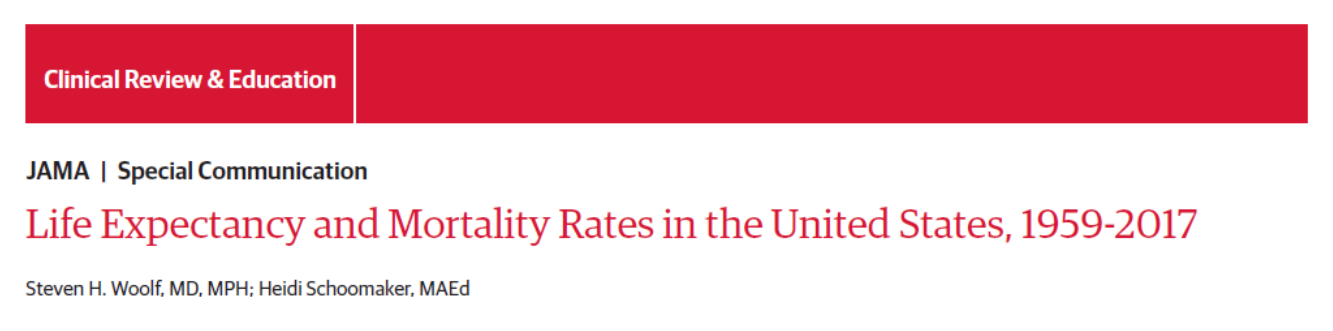 Clinical Review & Education
JAMA | Special Communication
Life Expectancy and Mortality Rates in the United States, 1959-2017
Steven H. Woolf, MD, MPH; Heidi Schoomaker, MAEd